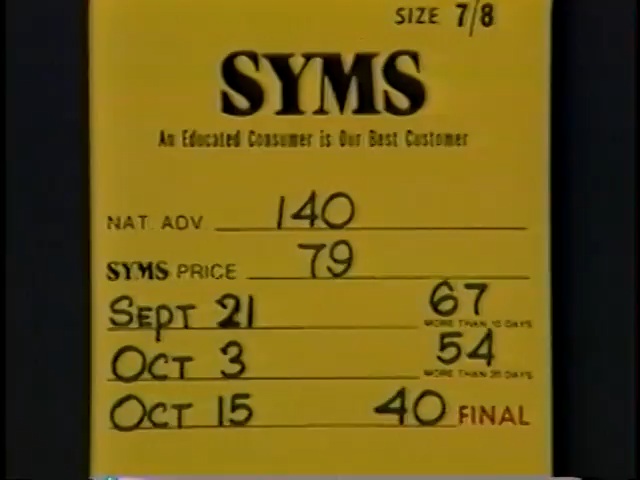 SIZE 7/8
SYMS
An Educated Consumer is Our Best Customer
NAT. ADV 140
SYMS PRICE 79
SEPT 21 67
MORE THAN 10 DAYS
OCT 3 54
MORE THAN 20 DAYS
OCT 15 40 FINAL